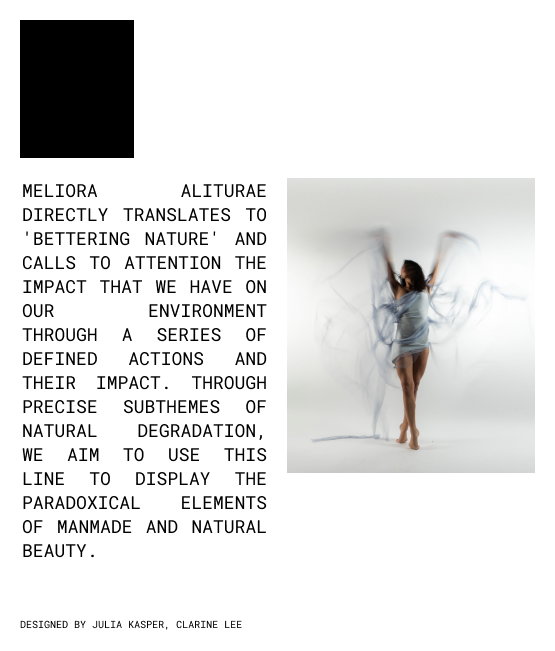 MELIORA ALITURAE
DIRECTLY TRANSLATES TO
'BETTERING NATURE' AND
CALLS TO ATTENTION THE
IMPACT THAT WE HAVE ON
OUR ENVIRONMENT
THROUGH A SERIES OF
DEFINED ACTIONS AND
THEIR IMPACT. THROUGH
PRECISE SUBTHEMES OF
NATURAL DEGRADATION,
WE AIM TO USE THIS
LINE TO DISPLAY THE
PARADOXICAL ELEMENTS
OF MANMADE AND NATURAL
BEAUTY.
DESIGNED BY JULIA KASPER, CLARINE LEE